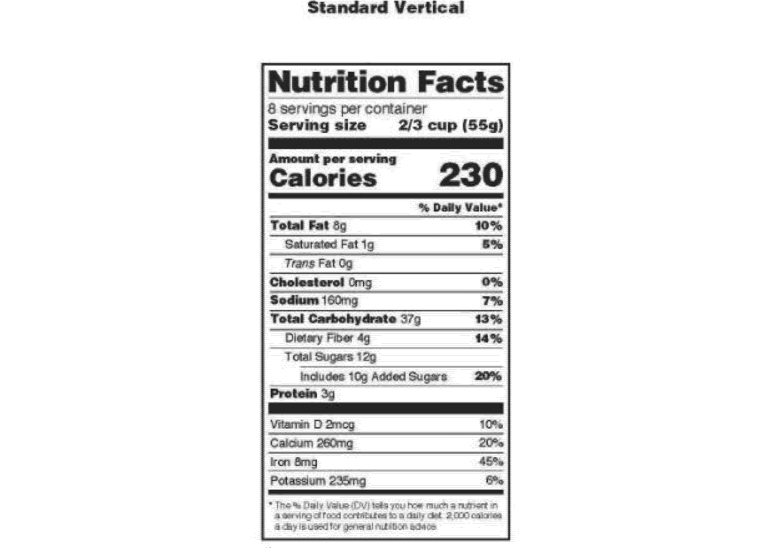 Standard Vertical
Nutrition Facts
8 servings per container
Serving size 2/3 cup (55g)
Amount per serving
Calories 230
% Daily Value*
Total Fat 8g 10%
Saturated Fat 1g 5%
Trans Fat 0g
Cholesterol 0mg 0%
Sodium 160mg 7%
Total Carbohydrate 37g 13%
Dietary Fiber 4g 14%
Total Sugars 12g
Includes 10g Added Sugars 20%
Protein 3g
Vitamin D 2mcg 10%
Calcium 260mg 20%
Iron 8mg 45%
Potassium 235mg 6%
* The % Daily Value (DV) tells you how much a nutrient in
a serving of food contributes to a daily diet. 2,000 calories
a day is used for general nutrition advice.